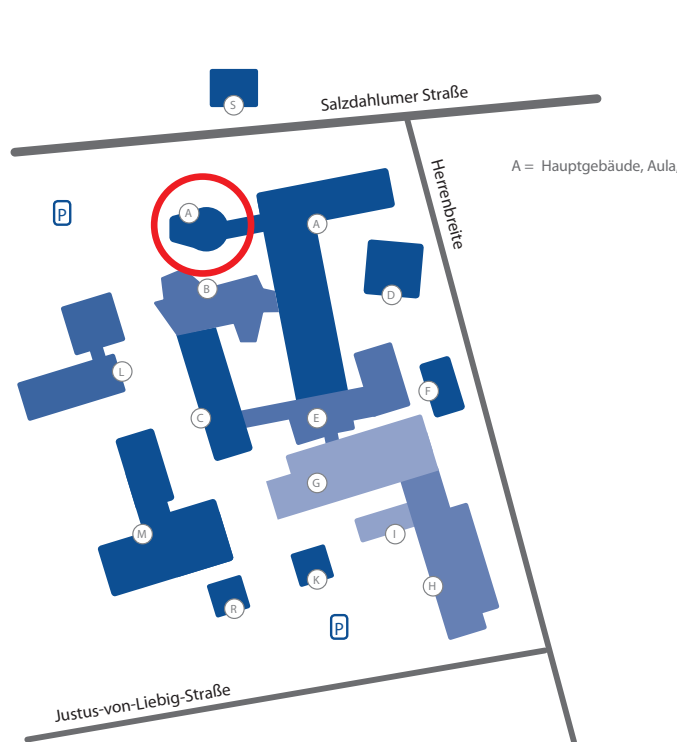 S
Salzdahlumer Straße
Herrenbreite
A = Hauptgebäude, Aula,
P
A
A
B
D
L
F
C
E
G
M
I
K
H
R
P
Justus-von-Liebig-Straße